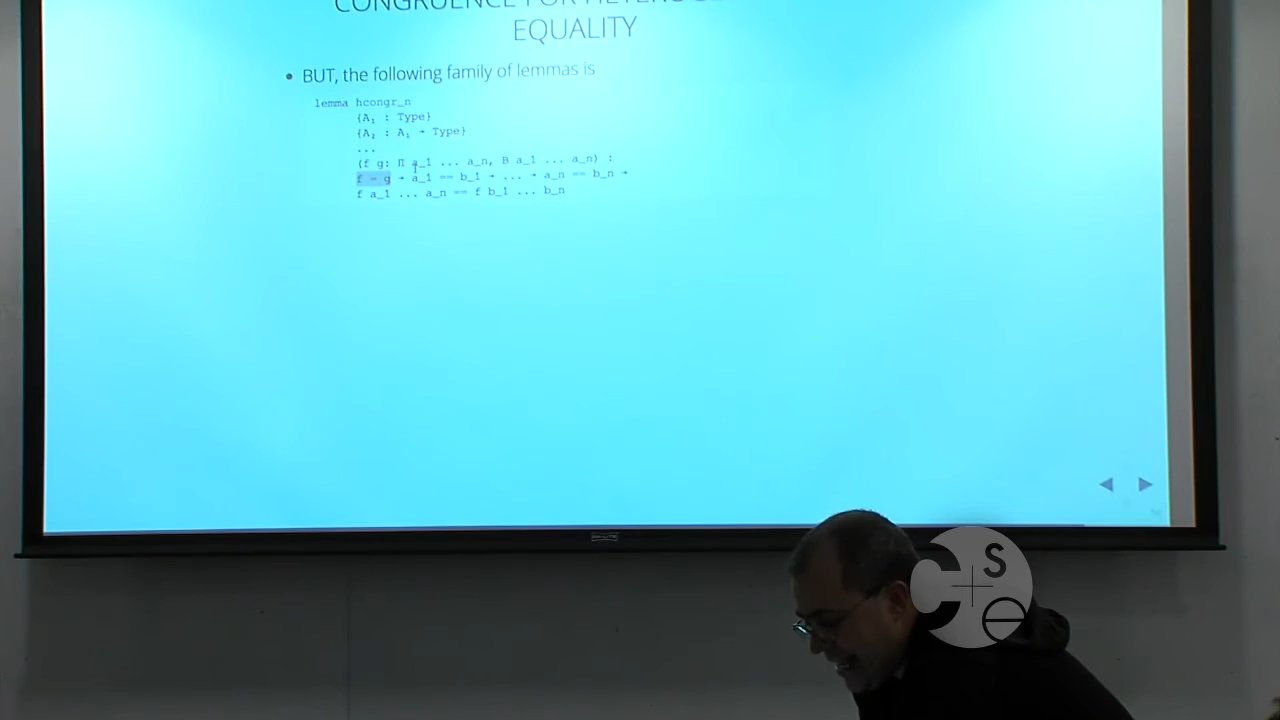 CONGRUENCE FOR
EQUALITY
• BUT, the following family of lemmas is
lemma hcongr_n
{A₁ : Type}
{A₂ : A₁ → Type}
...
(f g: Π a_1 ... a_n, B a_1 ... a_n) :
f = g → a_1 == b_1 → ... → a_n == b_n →
f a_1 ... a_n == f b_1 ... b_n
C S e